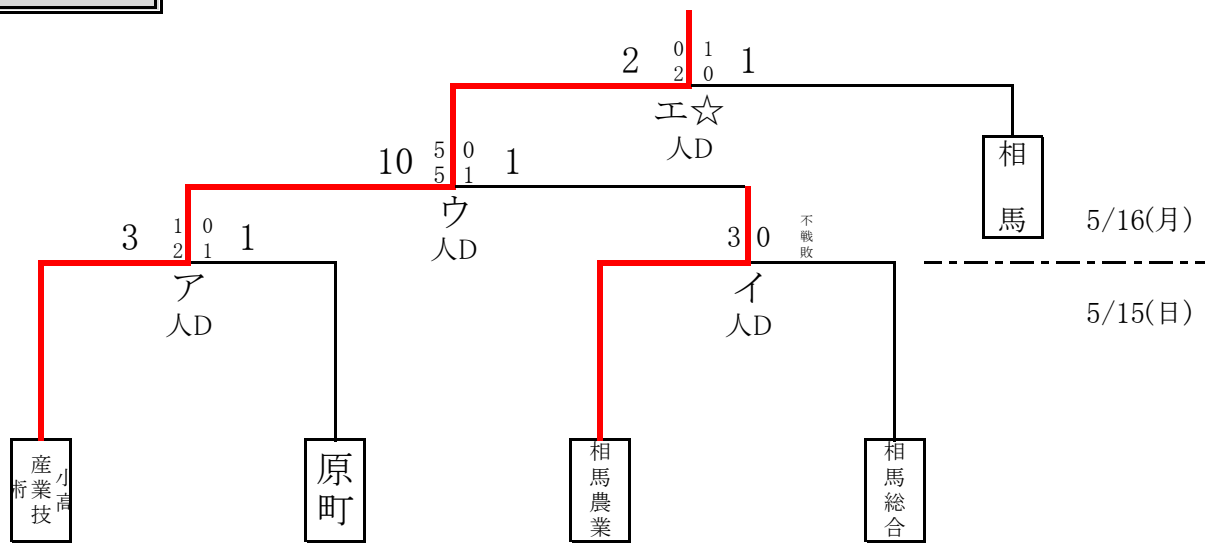 2 0 1 1
2 0
エ☆
人D
相馬
10 5 0 1
5 1
ウ
人D
5/16(月)
3 1 0 1
2 1
ア
人D
3 0 不戦敗
イ
人D
5/15(日)
小高
産業技
術
原町
相馬農業
相馬総合